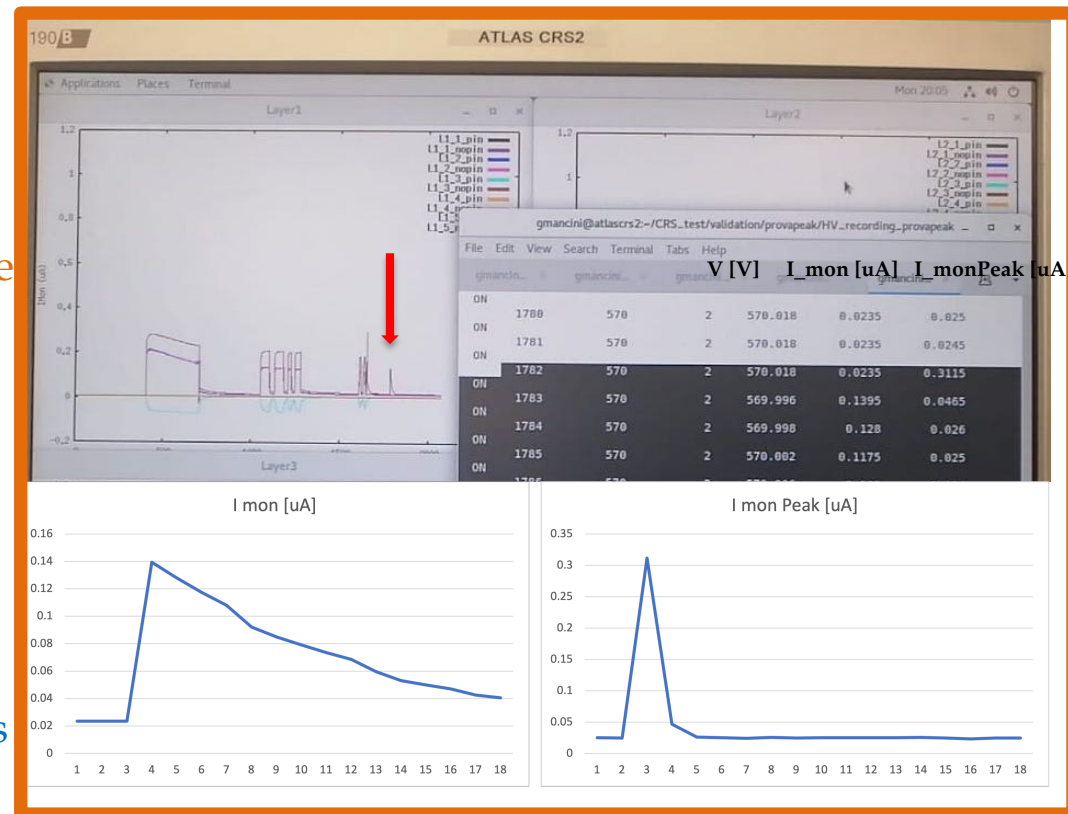 190 B
ATLAS CRS2
Applications Places Terminal
Mon 20:05
Layer1
Layer2
1.2
1
0.8
0.6
0.4
0.2
0
-0.2
IMon (uA)
L1_1_pin
L1_1_nopin
L1_2_pin
L1_2_nopin
L1_3_pin
L1_3_nopin
L1_4_pin
1.2
1
L2_1_pin
L2_1_nopin
L2_2_pin
L2_2_nopin
L2_3_pin
L2_3_nopin
L2_4_pin
Layer3
gmancini@atlascrs2:~/CRS_test/validation/provapeak/HV_recording_provapeak
File Edit View Search Terminal Tabs Help
e
V [V] I_mon [uA] I_monPeak [uA
ON
1780 570 2 570.018 0.0235 0.025
ON
1781 570 2 570.018 0.0235 0.0245
ON
1782 570 2 570.018 0.0235 0.3115
ON
1783 570 2 569.996 0.1395 0.0465
ON
1784 570 2 569.998 0.128 0.026
ON
1785 570 2 570.002 0.1175 0.025
ON
I mon [uA]
0.16
0.14
0.12
0.1
0.08
0.06
0.04
0.02
0
1 2 3 4 5 6 7 8 9 10 11 12 13 14 15 16 17 18
s
I mon Peak [uA]
0.35
0.3
0.25
0.2
0.15
0.1
0.05
0
1 2 3 4 5 6 7 8 9 10 11 12 13 14 15 16 17 18